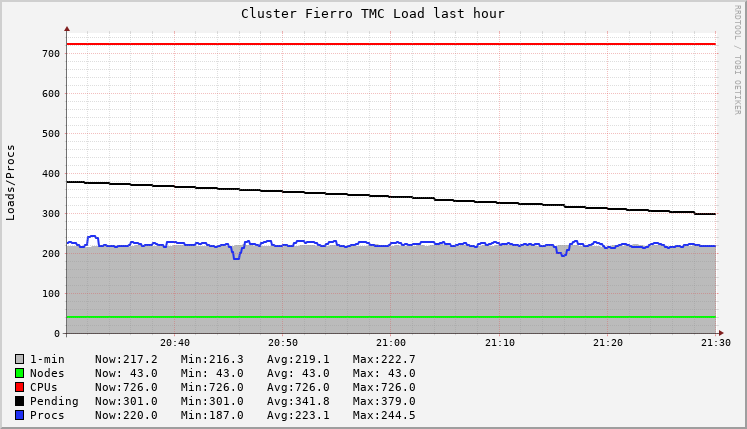 Cluster Fierro TMC Load last hour
RRDTOOL / TOBI OETIKER
Loads/Procs
700
600
500
400
300
200
100
0
20:40 20:50 21:00 21:10 21:20 21:30
1-min Now:217.2 Min:216.3 Avg:219.1 Max:222.7
Nodes Now: 43.0 Min: 43.0 Avg: 43.0 Max: 43.0
CPUs Now:726.0 Min:726.0 Avg:726.0 Max:726.0
Pending Now:301.0 Min:301.0 Avg:341.8 Max:379.0
Procs Now:220.0 Min:187.0 Avg:223.1 Max:244.5